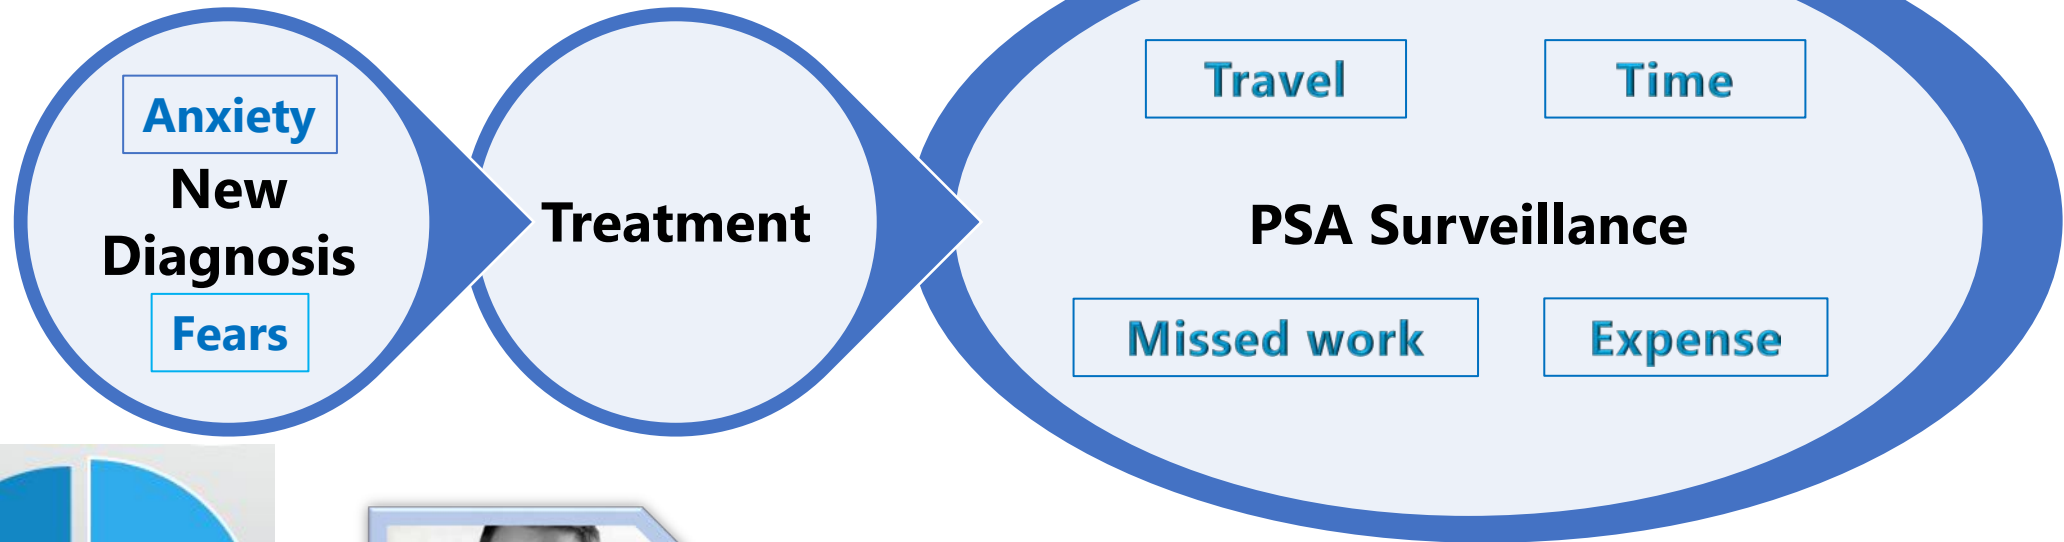 Anxiety
New
Diagnosis
Fears
Treatment
Travel
Time
PSA Surveillance
Missed work
Expense